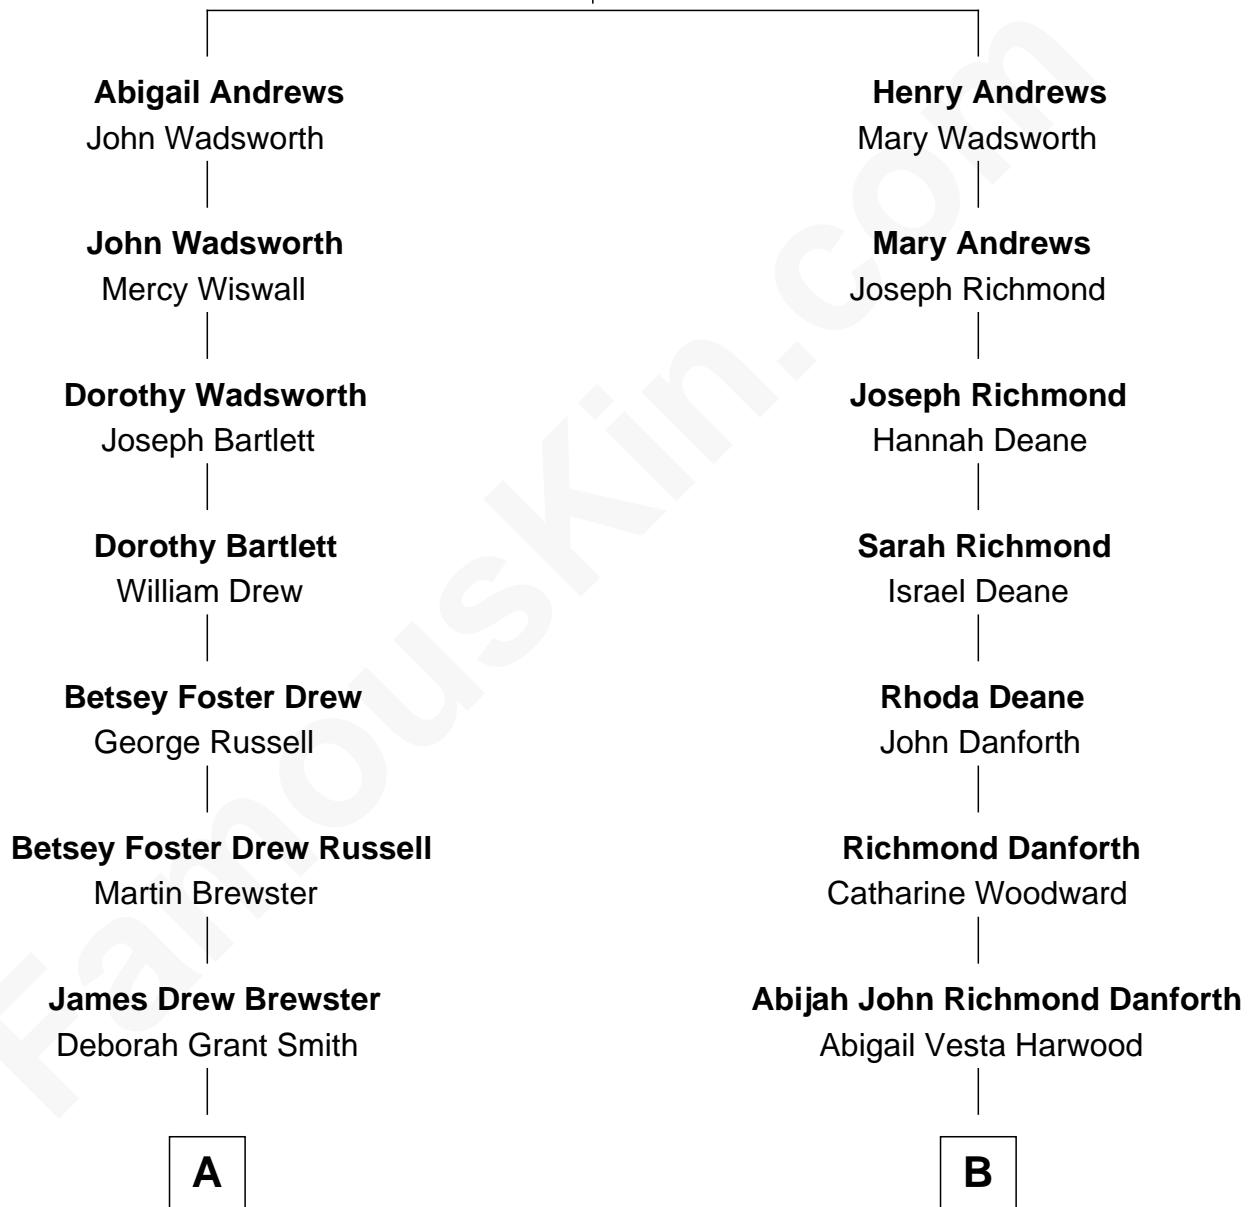 Abigail Andrews
John Wadsworth
Henry Andrews
Mary Wadsworth
John Wadsworth
Mercy Wiswall
Mary Andrews
Joseph Richmond
Dorothy Wadsworth
Joseph Bartlett
Joseph Richmond
Hannah Deane
Dorothy Bartlett
William Drew
Sarah Richmond
Israel Deane
Betsey Foster Drew
George Russell
Rhoda Deane
John Danforth
Betsey Foster Drew Russell
Martin Brewster
Richmond Danforth
Catharine Woodward
James Drew Brewster
Deborah Grant Smith
Abijah John Richmond Danforth
Abigail Vesta Harwood
A
B
FamousKin.com